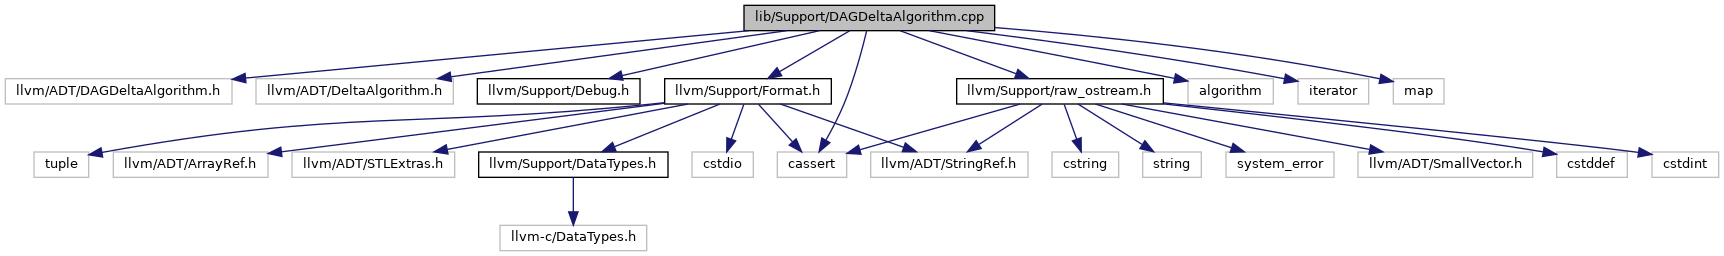 lib/Support/DAGDeltaAlgorithm.cpp
llvm/ADT/DAGDeltaAlgorithm.h
llvm/ADT/DeltaAlgorithm.h
llvm/Support/Debug.h
llvm/Support/Format.h
llvm/Support/raw_ostream.h
algorithm
iterator
map
tuple
llvm/ADT/ArrayRef.h
llvm/ADT/STLExtras.h
llvm/Support/DataTypes.h
cstdio
cassert
llvm/ADT/StringRef.h
cstring
string
system_error
llvm/ADT/SmallVector.h
cstddef
cstdint
llvm-c/DataTypes.h